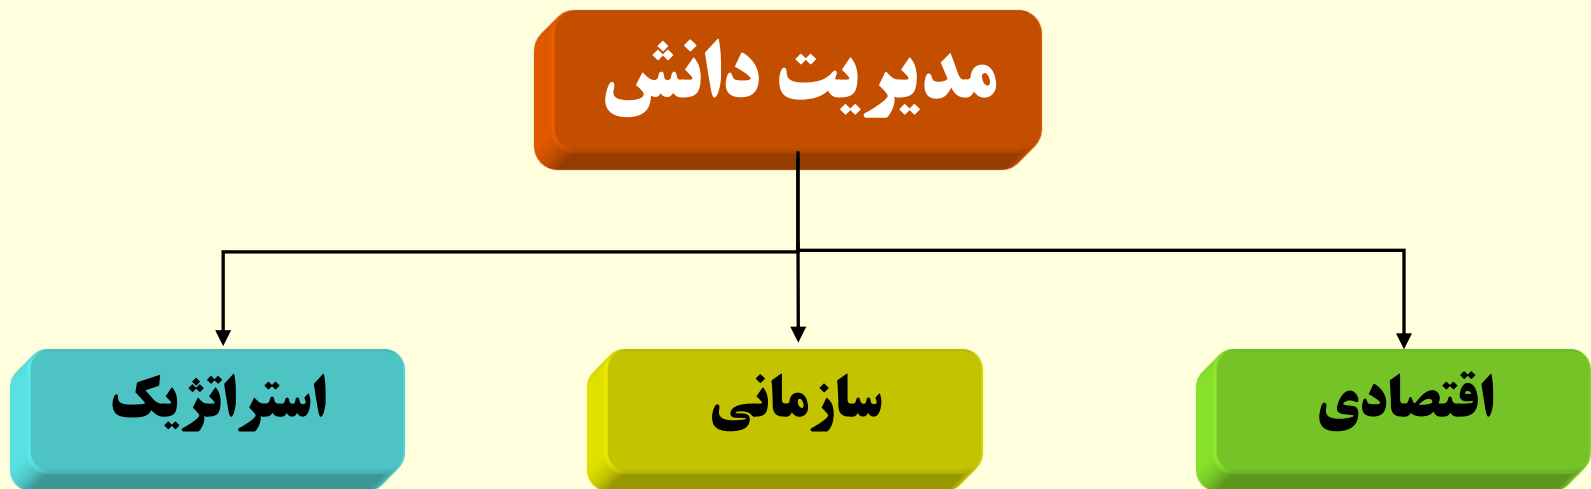 مدیریت دانش
اقتصادی
سازمانی
استراتژیک